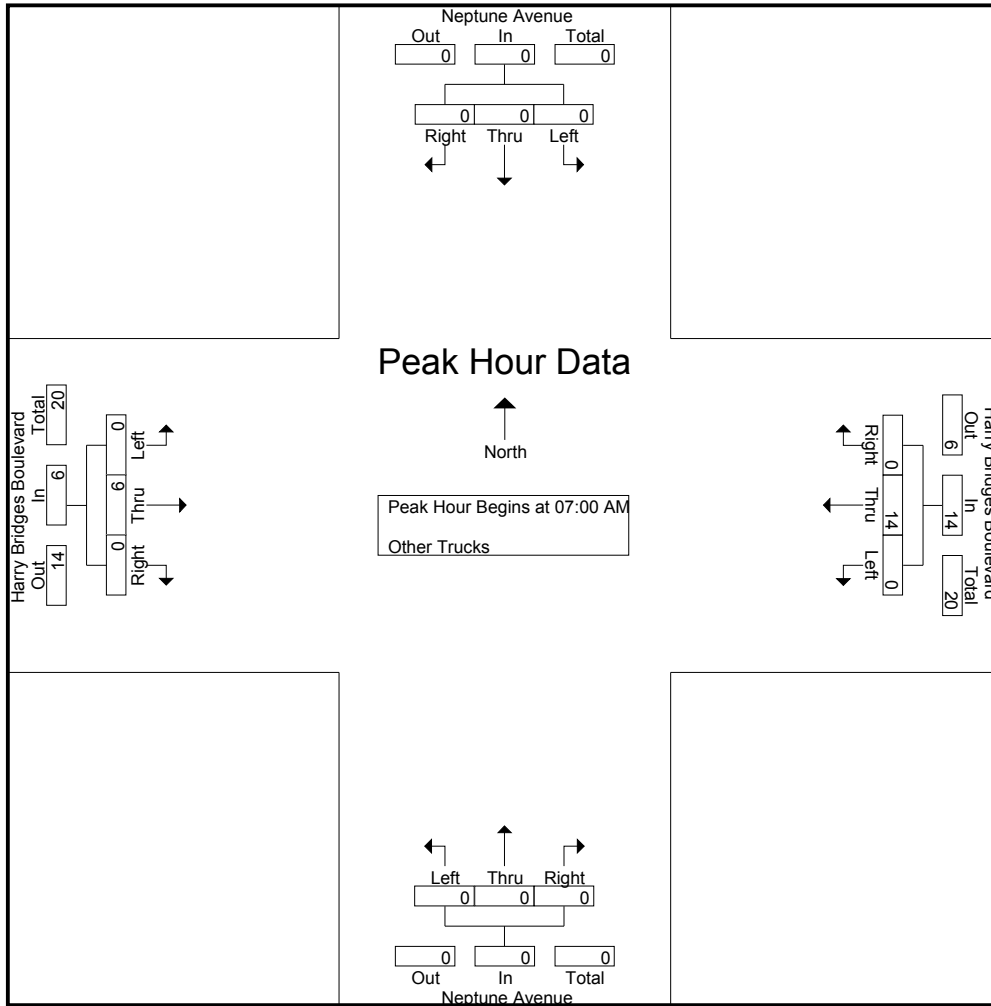 Neptune Avenue
Out In Total
0 0 0
0 0 0
Right Thru Left
Peak Hour Data
North
Peak Hour Begins at 07:00 AM
Other Trucks
Harry Bridges Boulevard
Out In Total
14 6 20
0 6 0
Left Thru Right
Harry Bridges Boulevard
Out In Total
6 14 20
0 14 0
Right Thru Left
Left Thru Right
0 0 0
0 0 0
Out In Total
Neptune Avenue